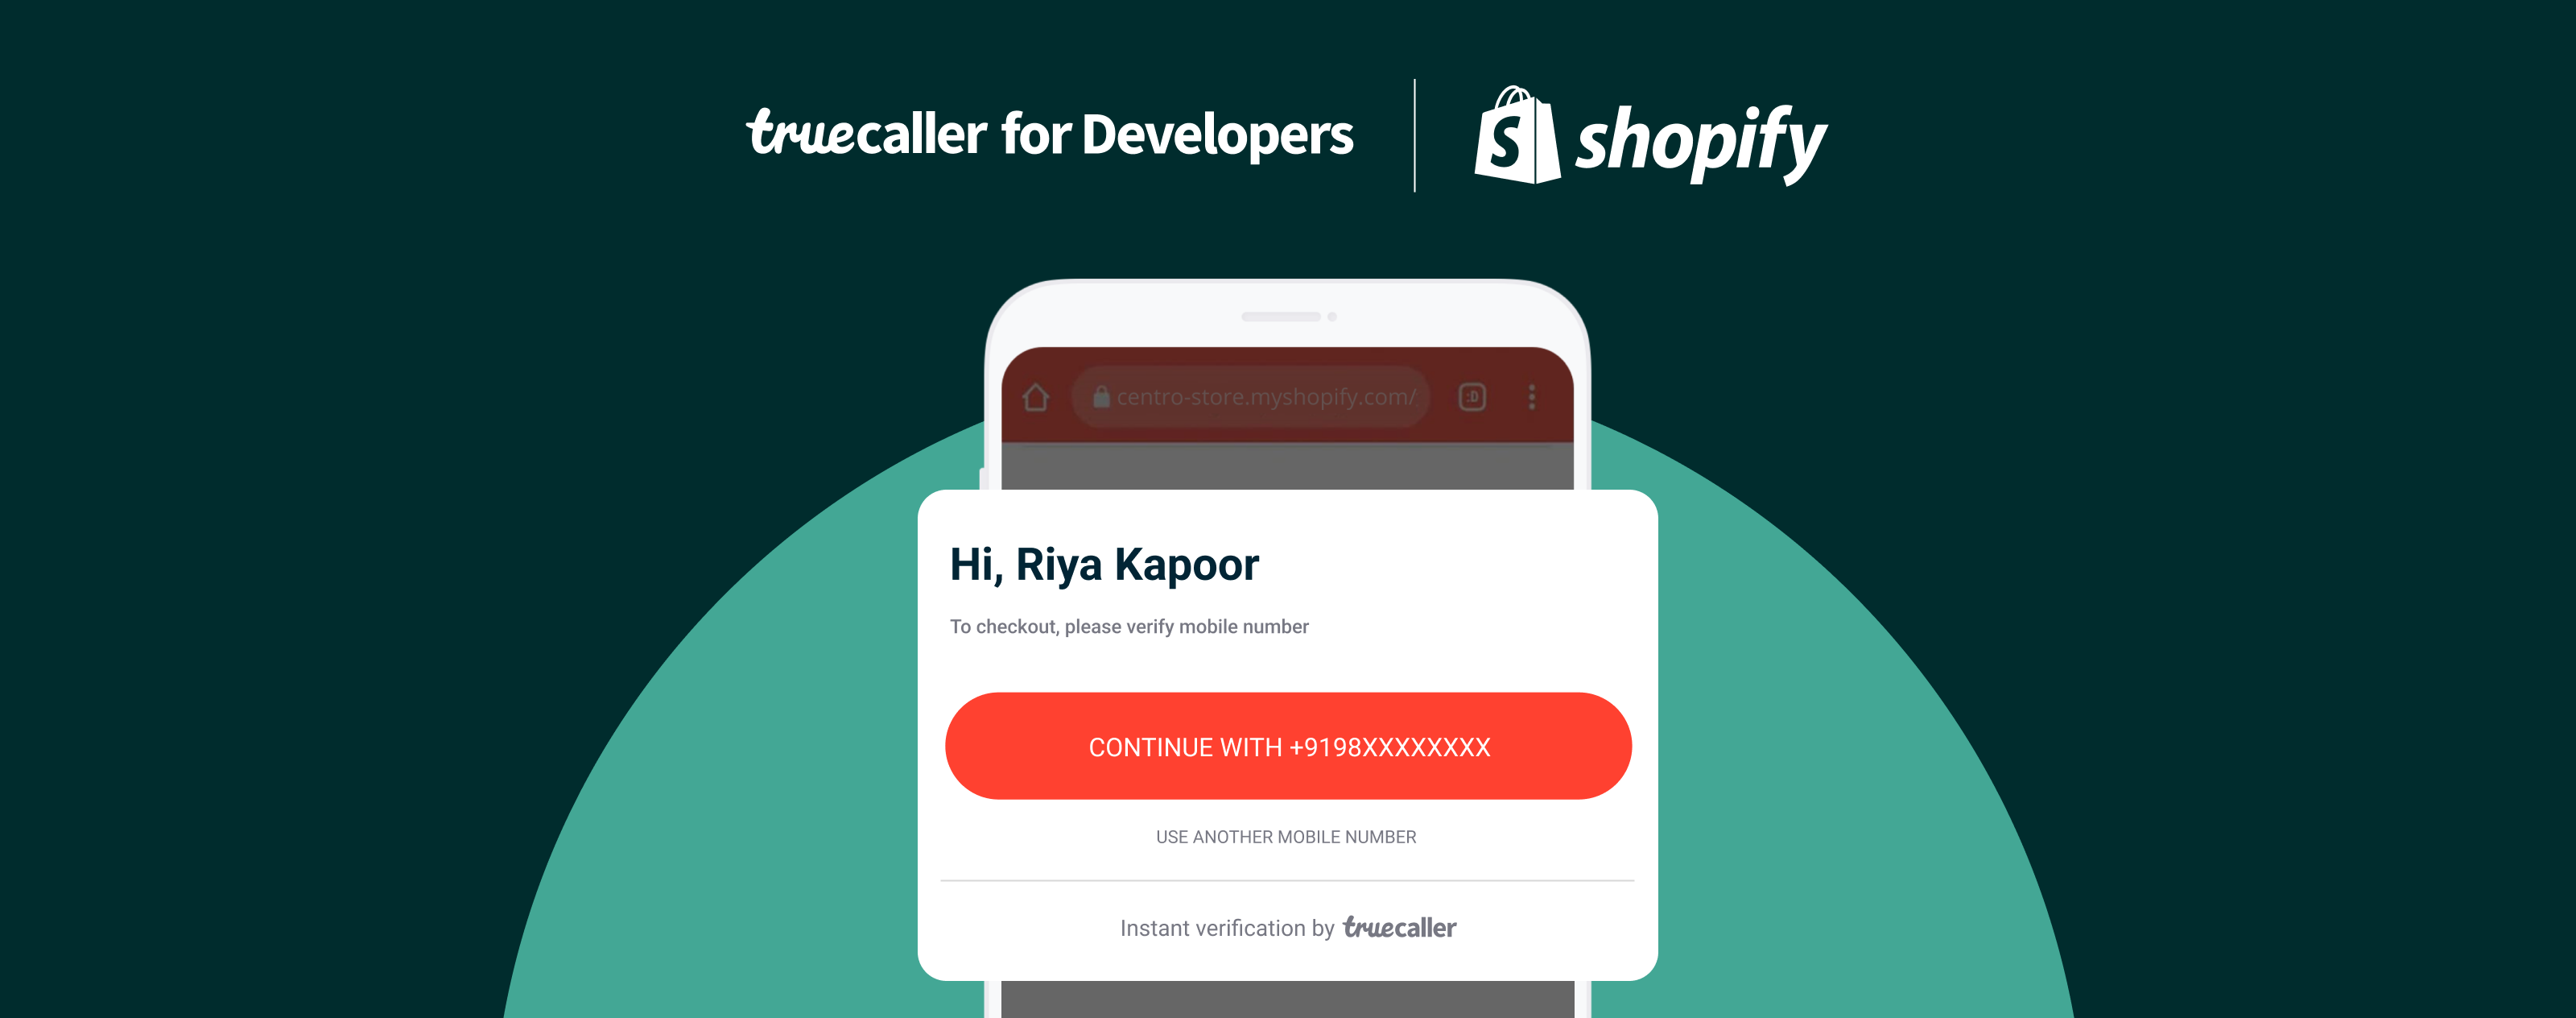 truecaller for Developers
shopify
centro-store.myshopify.com/
:D
Hi, Riya Kapoor
To checkout, please verify mobile number
CONTINUE WITH +9198XXXXXXXX
USE ANOTHER MOBILE NUMBER
Instant verification by truecaller